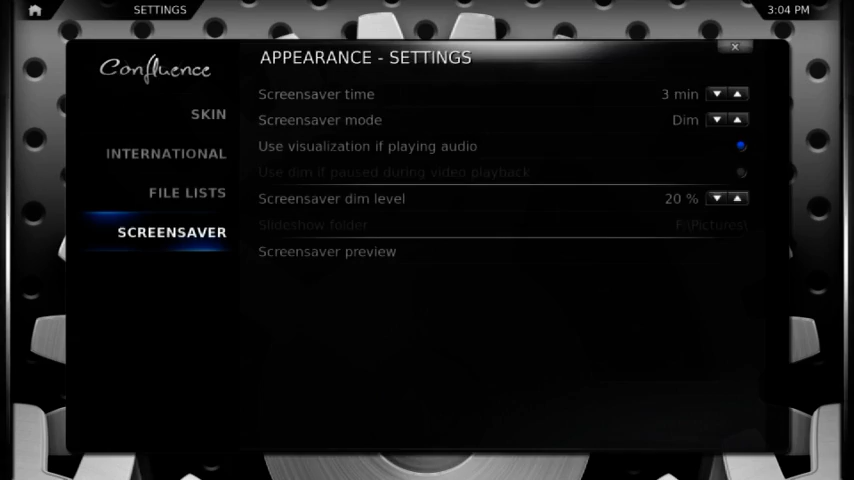 SETTINGS
3:04 PM
APPEARANCE - SETTINGS
Confluence
SKIN
INTERNATIONAL
FILE LISTS
SCREENSAVER
Screensaver time 3 min
Screensaver mode Dim
Use visualization if playing audio
Use dim if paused during video playback
Screensaver dim level 20 %
Slideshow folder F:\Pictures\
Screensaver preview